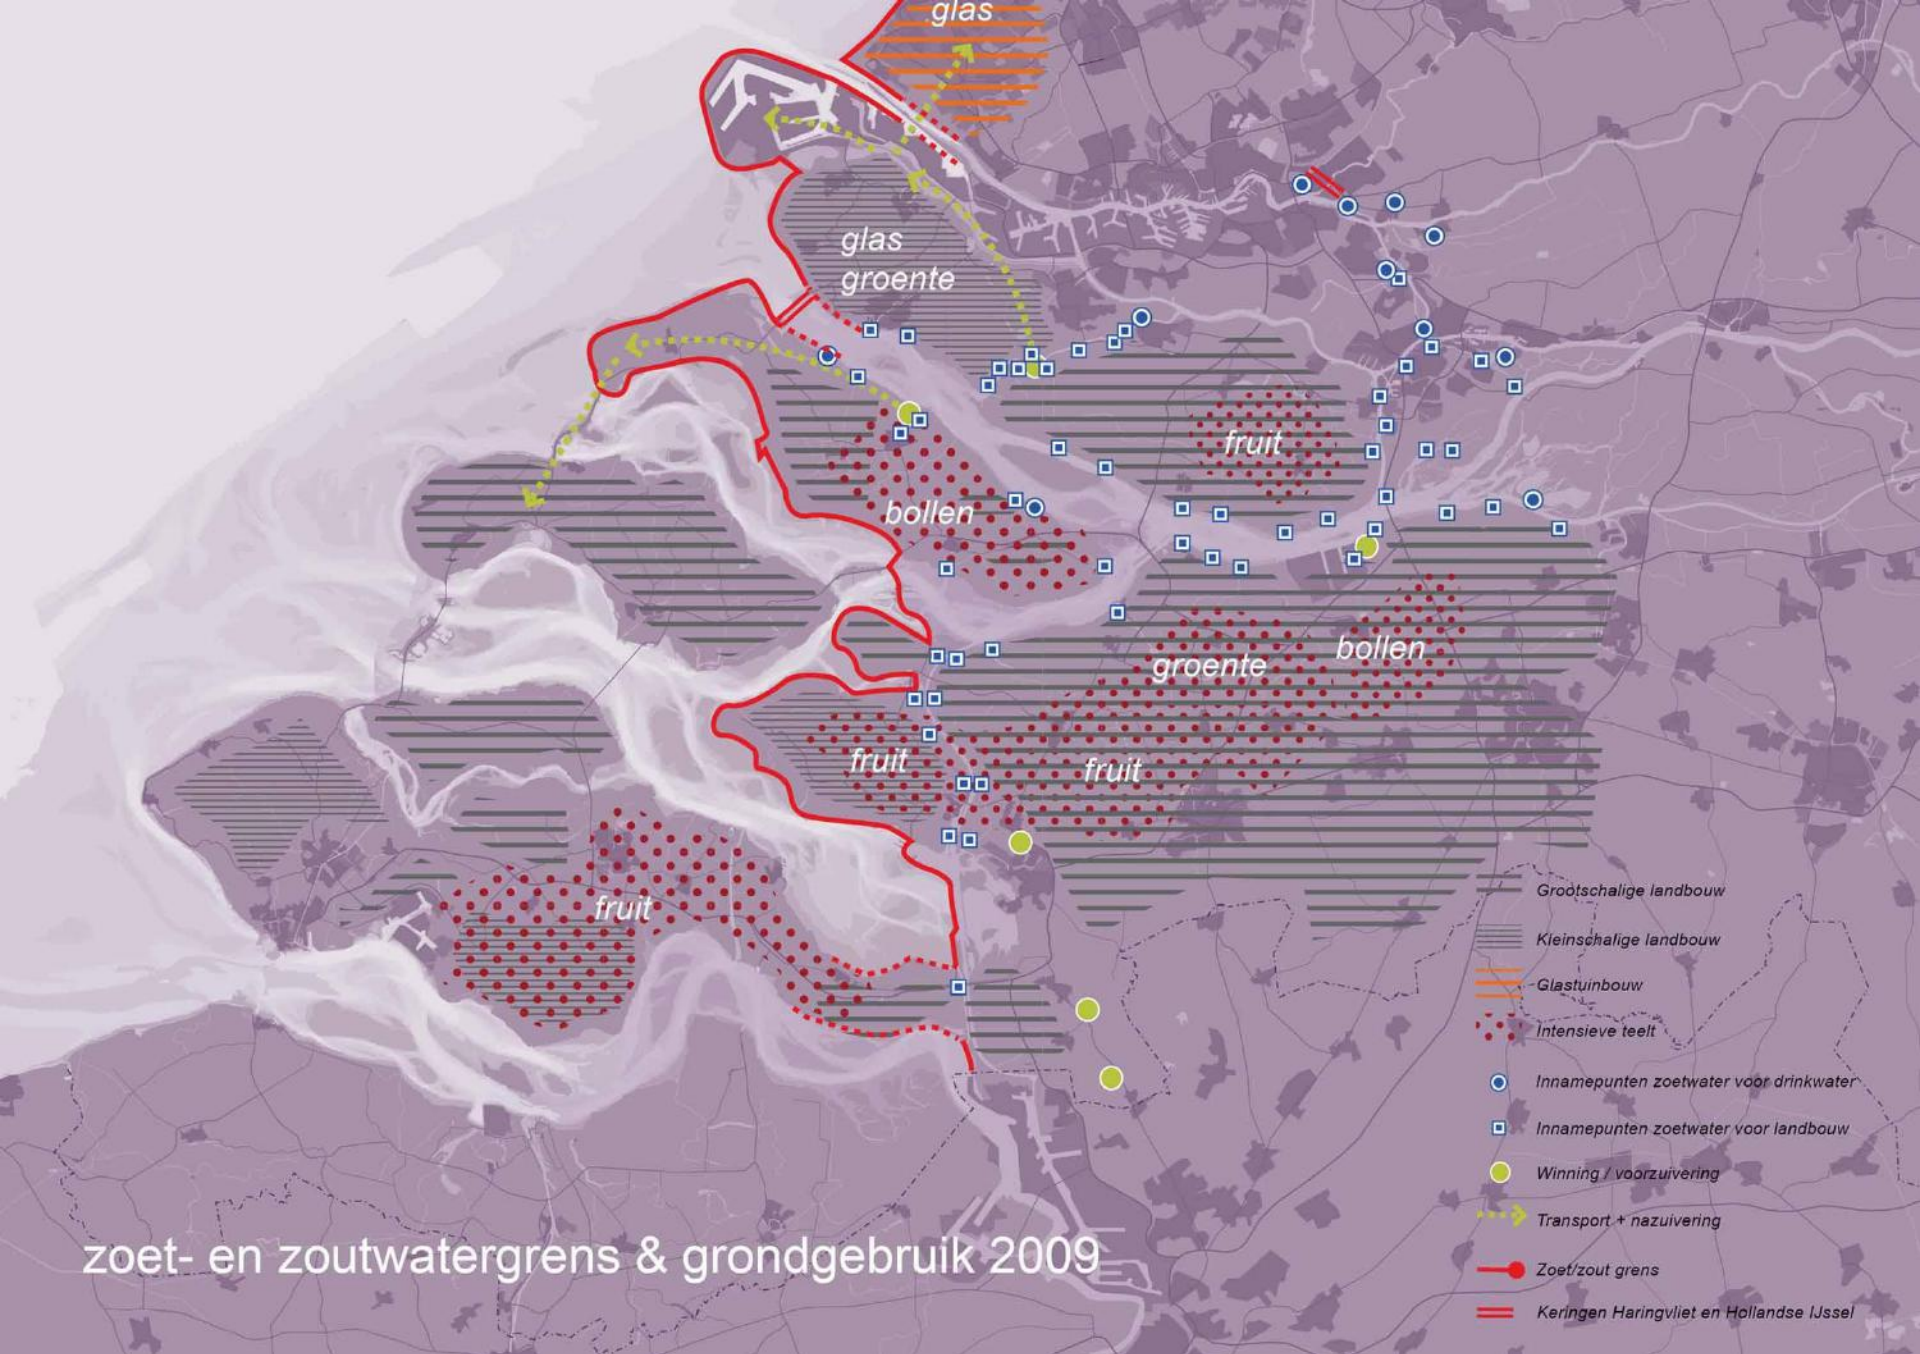 glas
glas
groente
fruit
bollen
groente
bollen
fruit
fruit
fruit
Grootschalige landbouw
Kleinschalige landbouw
Glastuinbouw
Intensieve teelt
Innamepunten zoetwater voor drinkwater
Innamepunten zoetwater voor landbouw
Winning / voorzuivering
Transport + nazuivering
Zoet/zout grens
Keringen Haringvliet en Hollandse IJssel
zoet- en zoutwatergrens & grondgebruik 2009